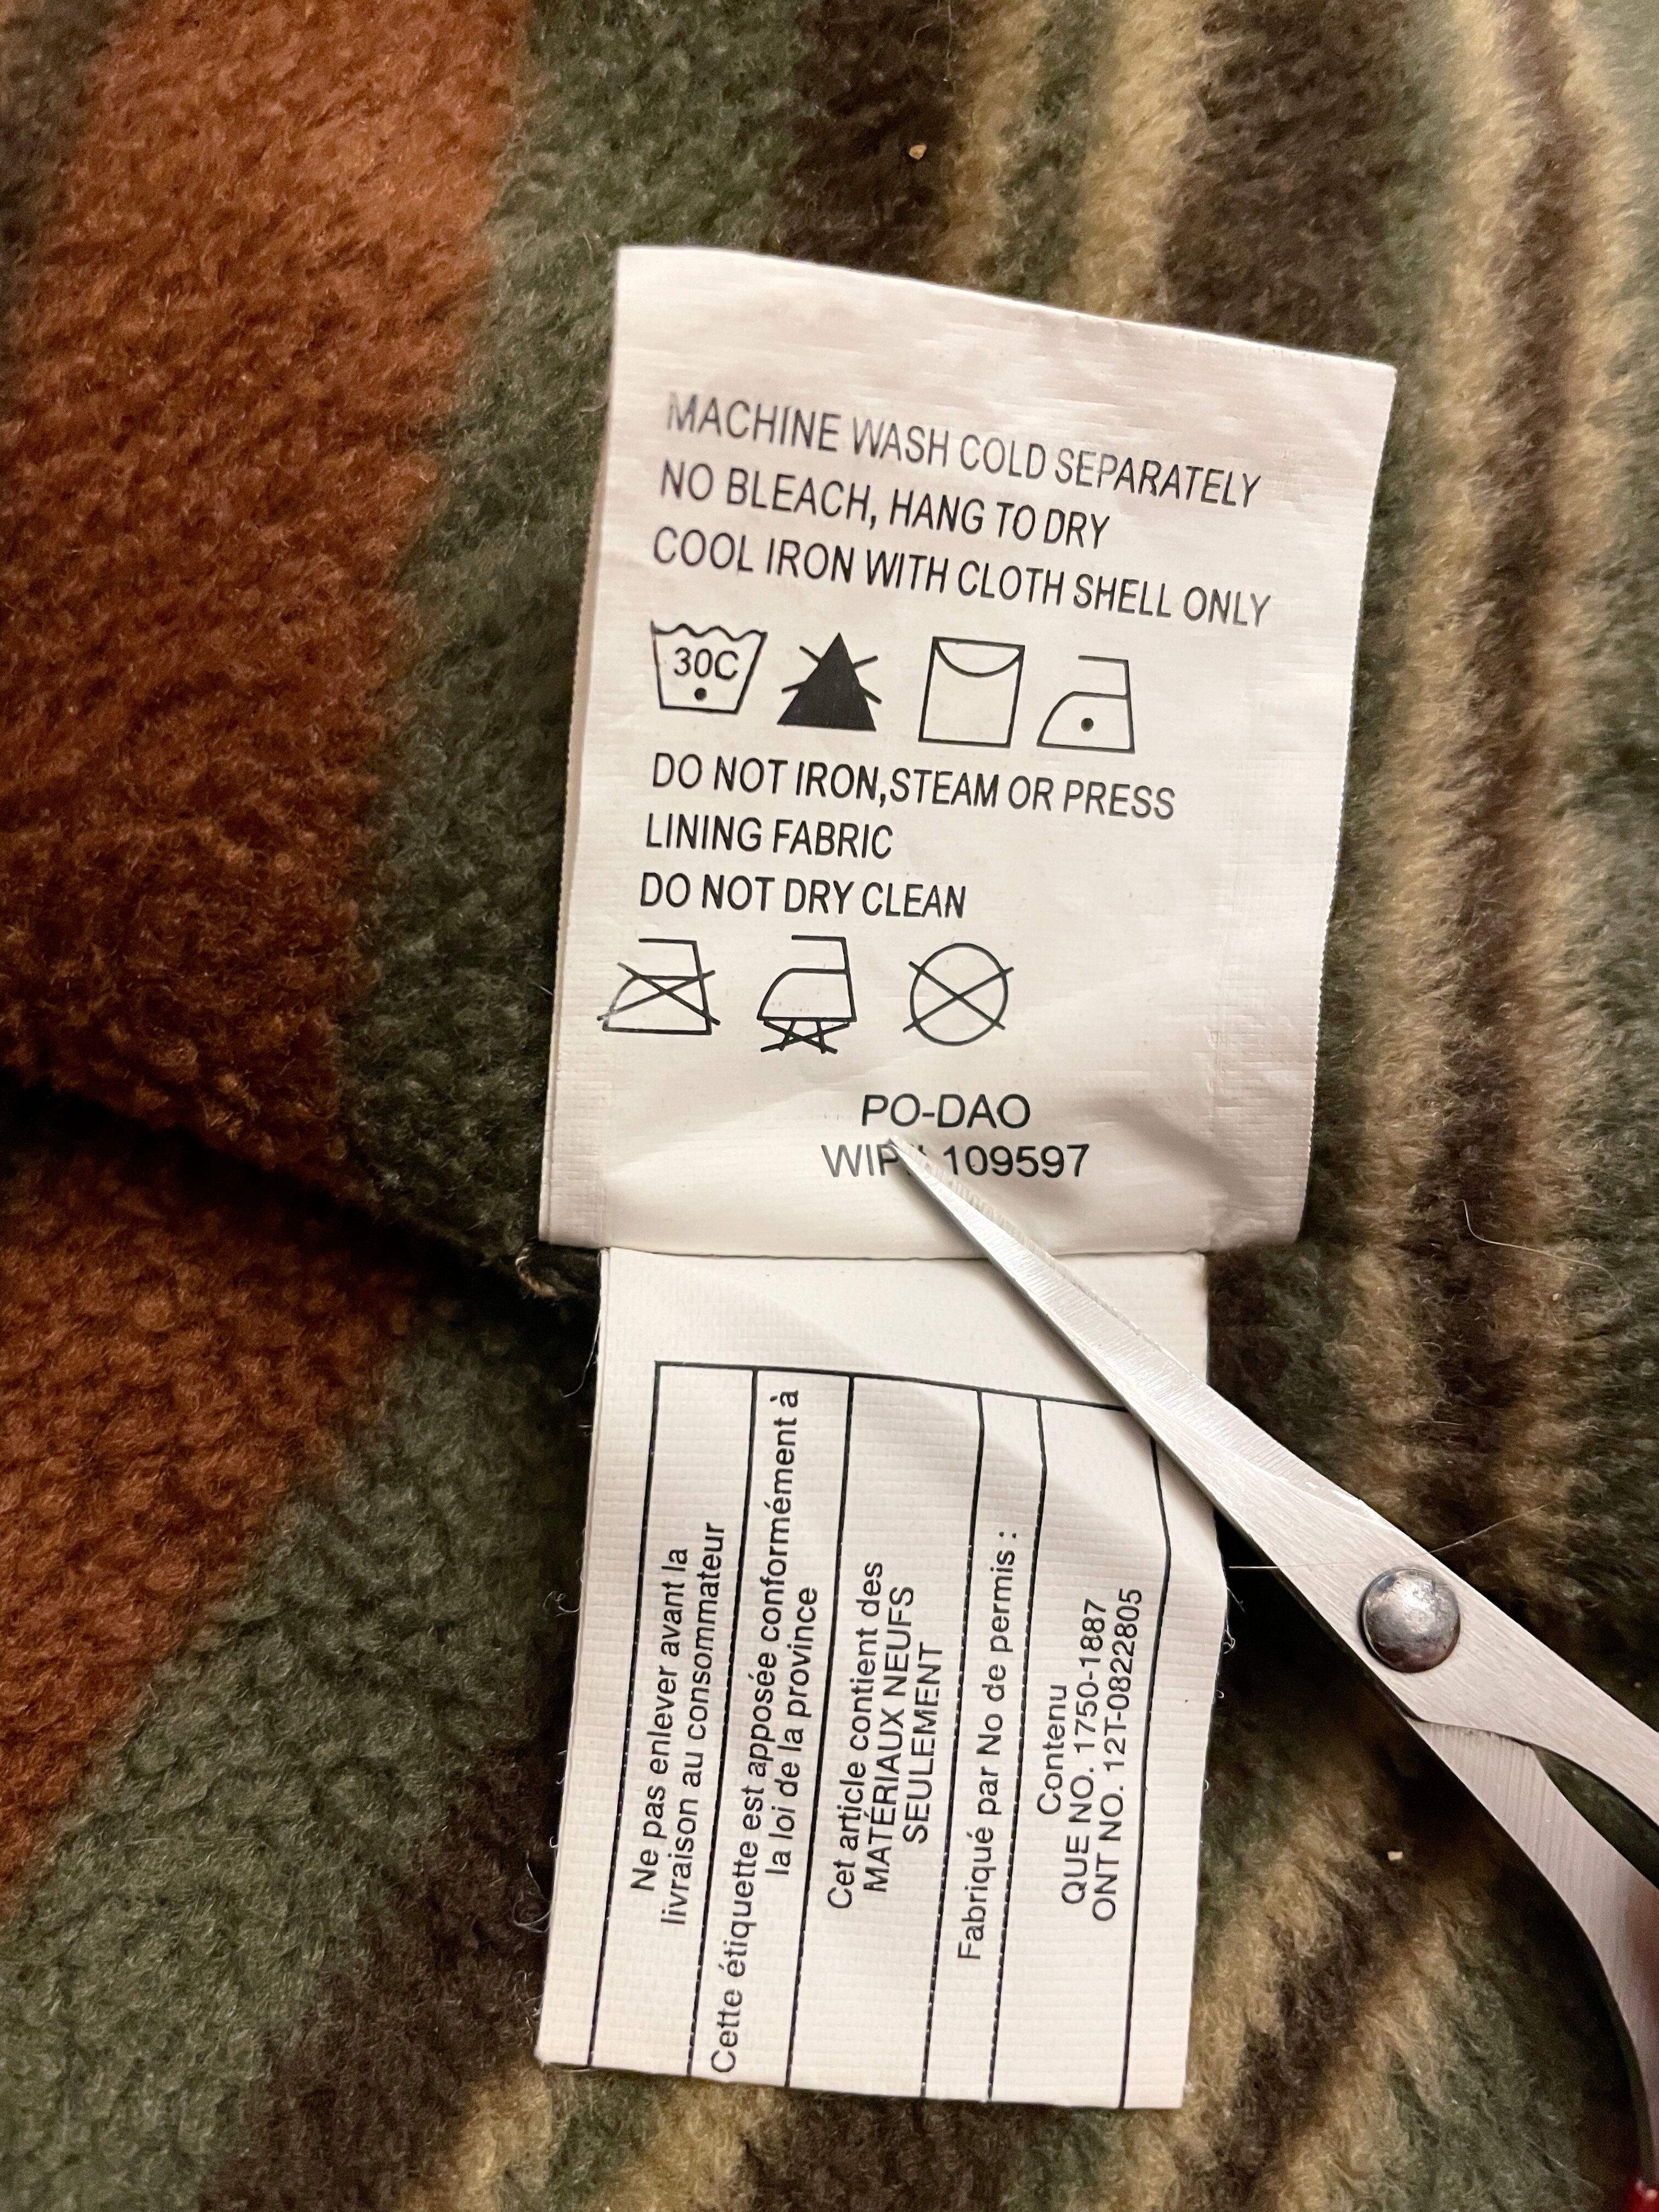 MACHINE WASH COLD SEPARATELY
NO BLEACH, HANG TO DRY
COOL IRON WITH CLOTH SHELL ONLY
30C
DO NOT IRON,STEAM OR PRESS
LINING FABRIC
DO NOT DRY CLEAN
PO-DAO
109597
Ne pas enlever avant la
livraison au consommateur
Cette étiquette est apposée conformément à
la loi de la province
Cet article contient des
MATÉRIAUX NEUFS
SEULEMENT
Fabriqué par No de permis :
Contenu
QUE NO. 1750-1887
ONT NO. 12T-0822805